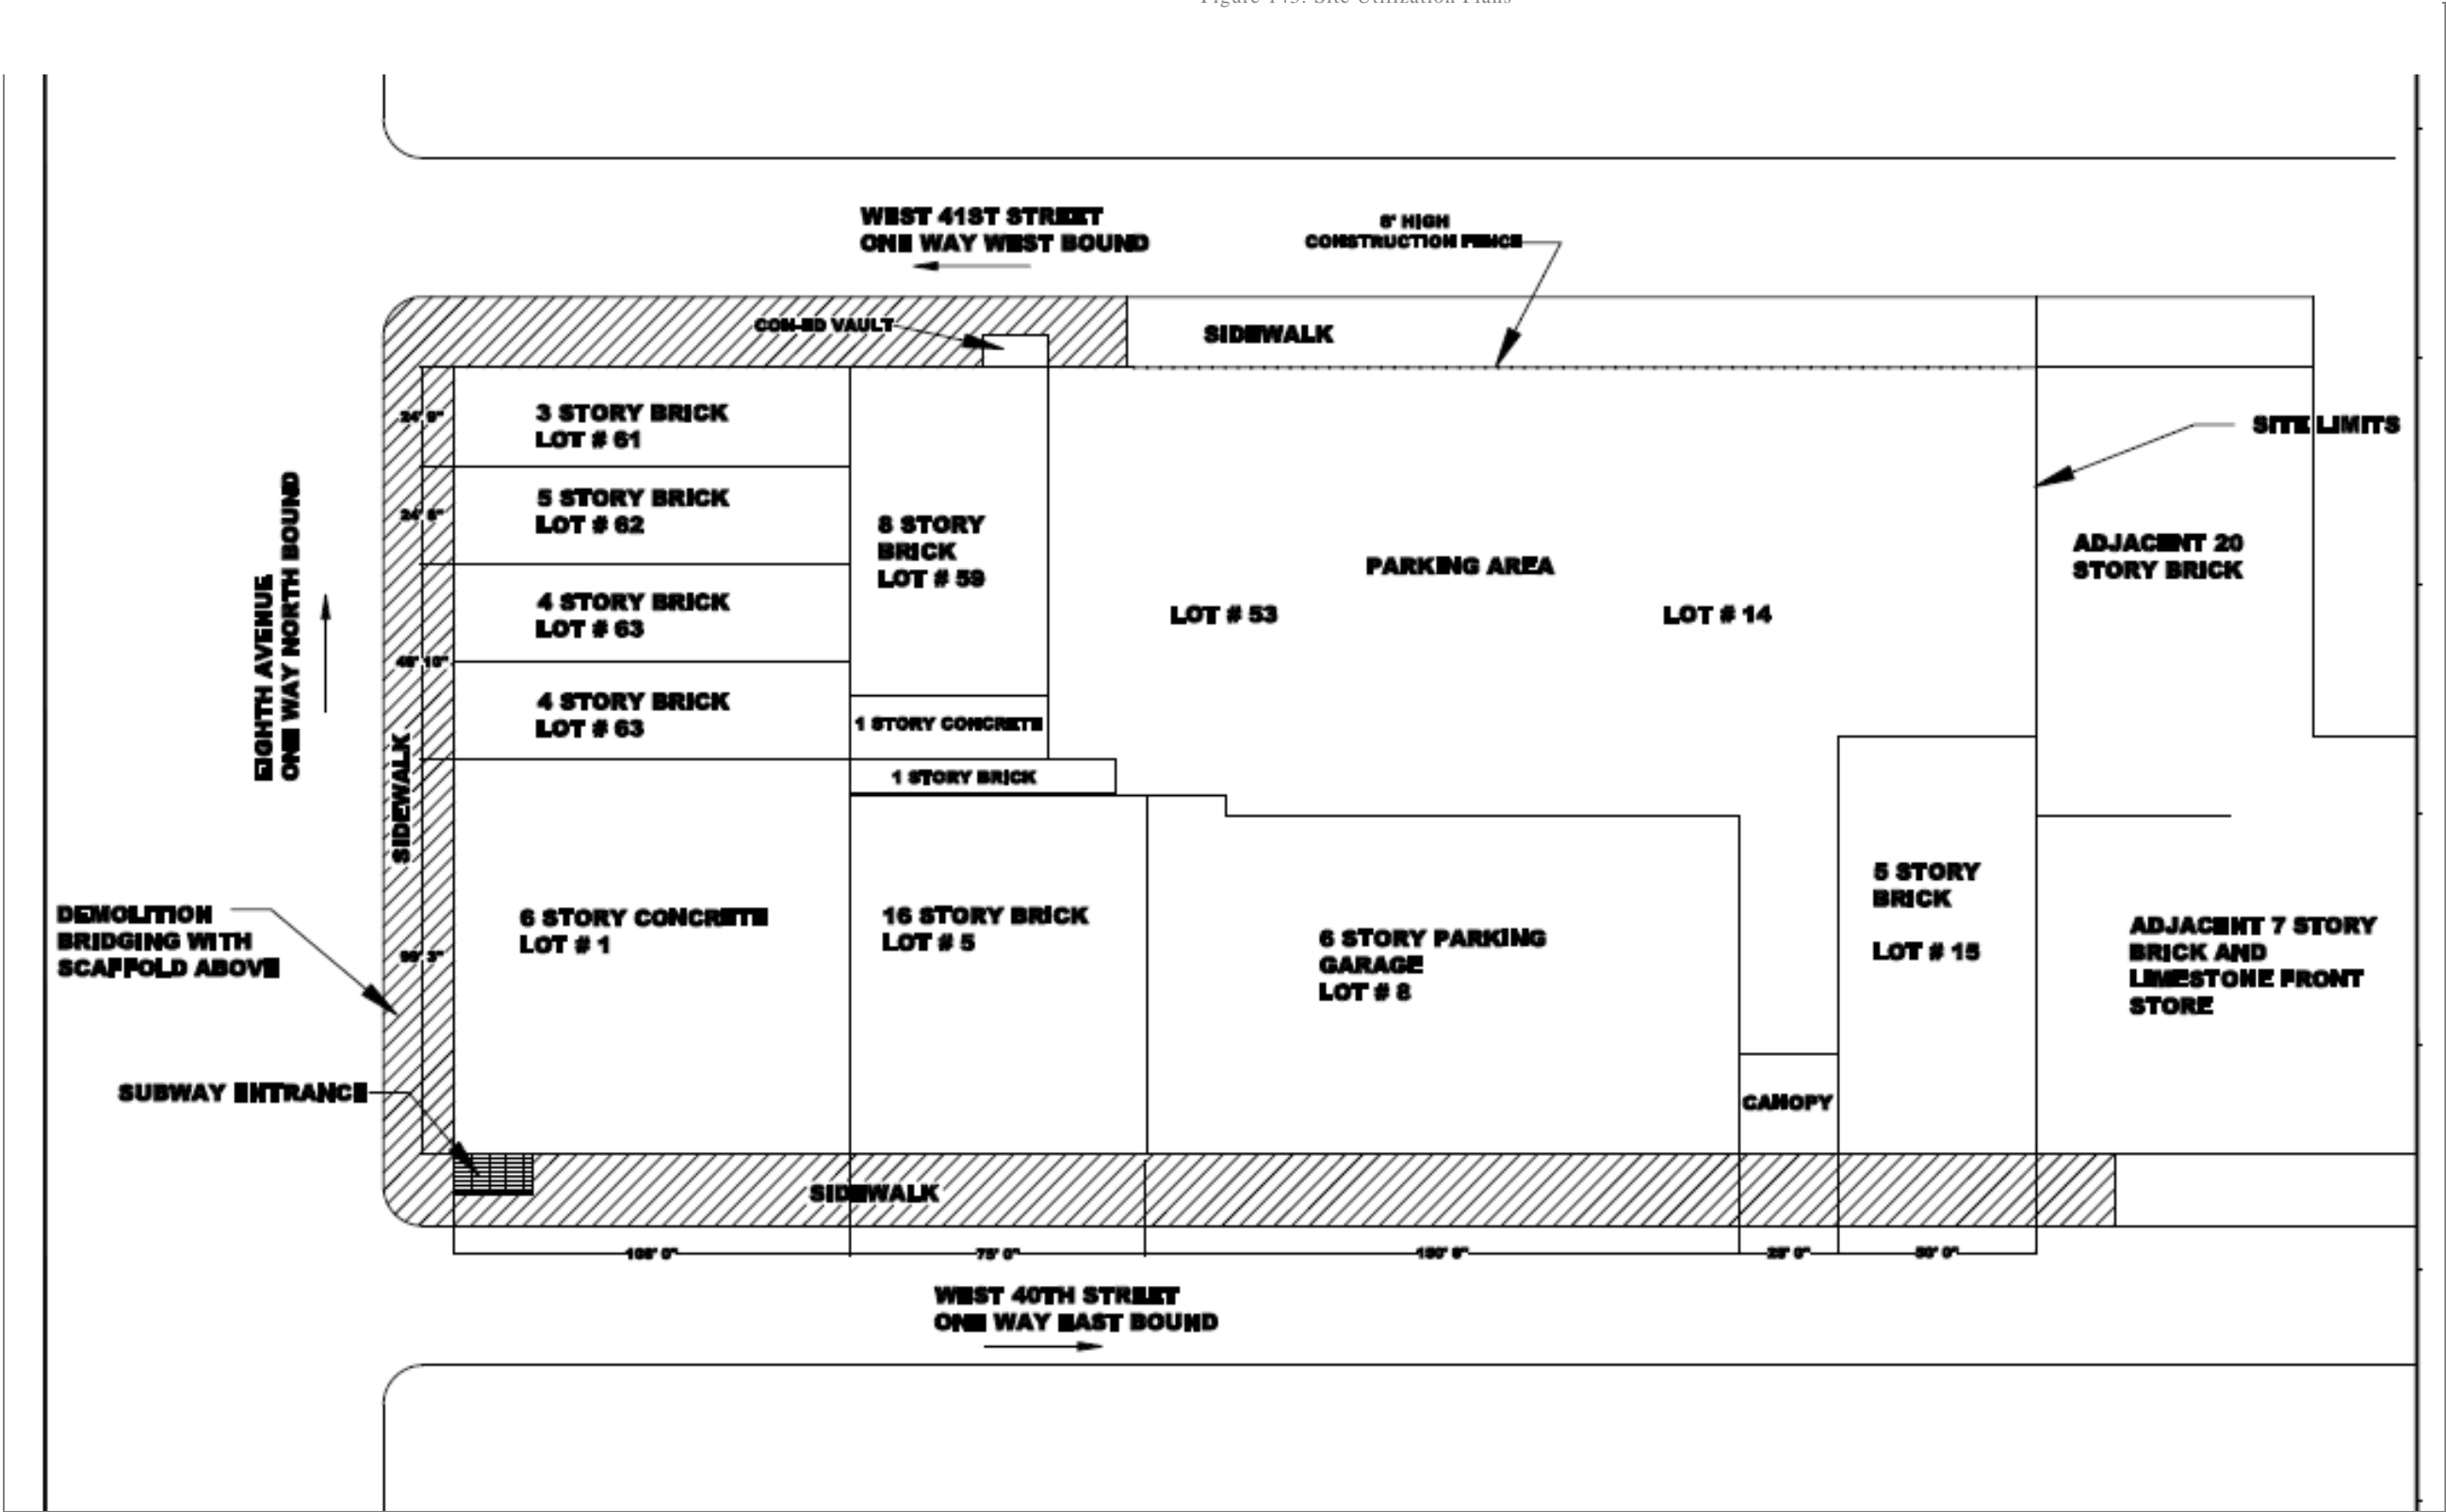 WEST 41ST STREET
ONE WAY WEST BOUND
8' HIGH
CONSTRUCTION FENCE
CON-ED VAULT
SIDEWALK
3 STORY BRICK
LOT # 61
SITE LIMITS
5 STORY BRICK
LOT # 62
8 STORY
BRICK
LOT # 59
PARKING AREA
LOT # 53
LOT # 14
ADJACENT 20
STORY BRICK
4 STORY BRICK
LOT # 63
EIGHTH AVENUE
ONE WAY NORTH BOUND
4 STORY BRICK
LOT # 63
1 STORY CONCRETE
1 STORY BRICK
SIDEWALK
DEMOLITION
BRIDGING WITH
SCAFFOLD ABOVE
6 STORY CONCRETE
LOT # 1
16 STORY BRICK
LOT # 5
6 STORY PARKING
GARAGE
LOT # 8
5 STORY
BRICK
LOT # 15
ADJACENT 7 STORY
BRICK AND
LIMESTONE FRONT
STORE
SUBWAY ENTRANCE
CANOPY
SIDEWALK
75' 0"
25' 0"
50' 0"
WEST 40TH STREET
ONE WAY EAST BOUND